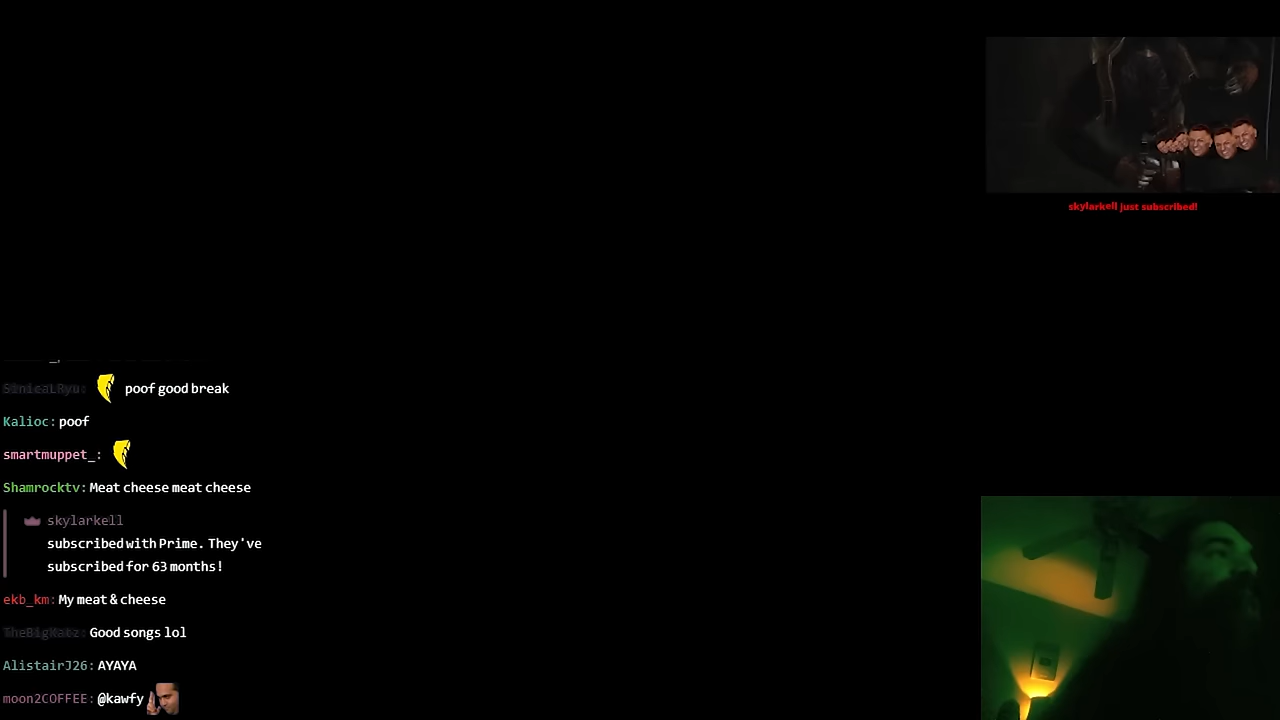 skylarkell just subscribed!
poof good break
Kalioc: poof
smartmuppet_:
Shamrocktv: Meat cheese meat cheese
skylarkell
subscribed with Prime. They've
subscribed for 63 months!
ekb_km: My meat & cheese
Good songs lol
AlistairJ26: AYAYA
moon2COFFEE: @kawfy